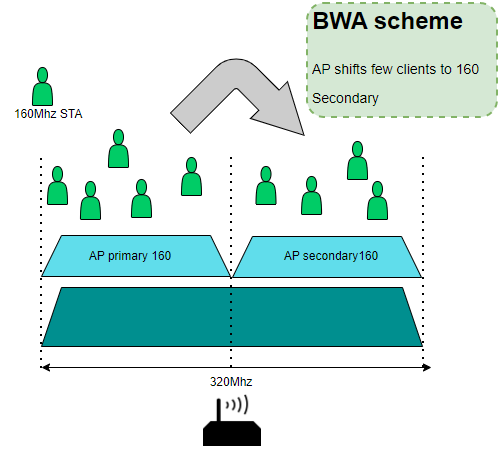 BWA scheme
AP shifts few clients to 160
Secondary
160Mhz STA
AP primary 160
AP secondary160
320Mhz